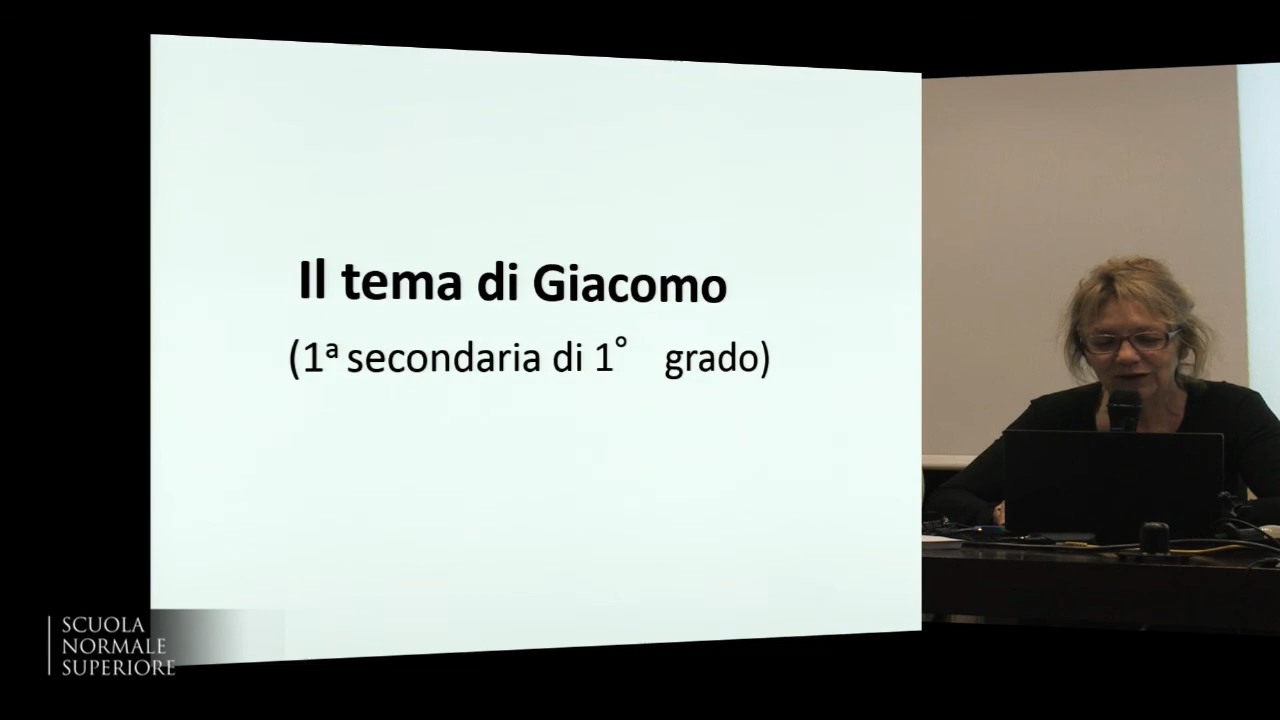 Il tema di Giacomo
(1ª secondaria di 1° grado)
SCUOLA
NORMALE
SUPERIORE